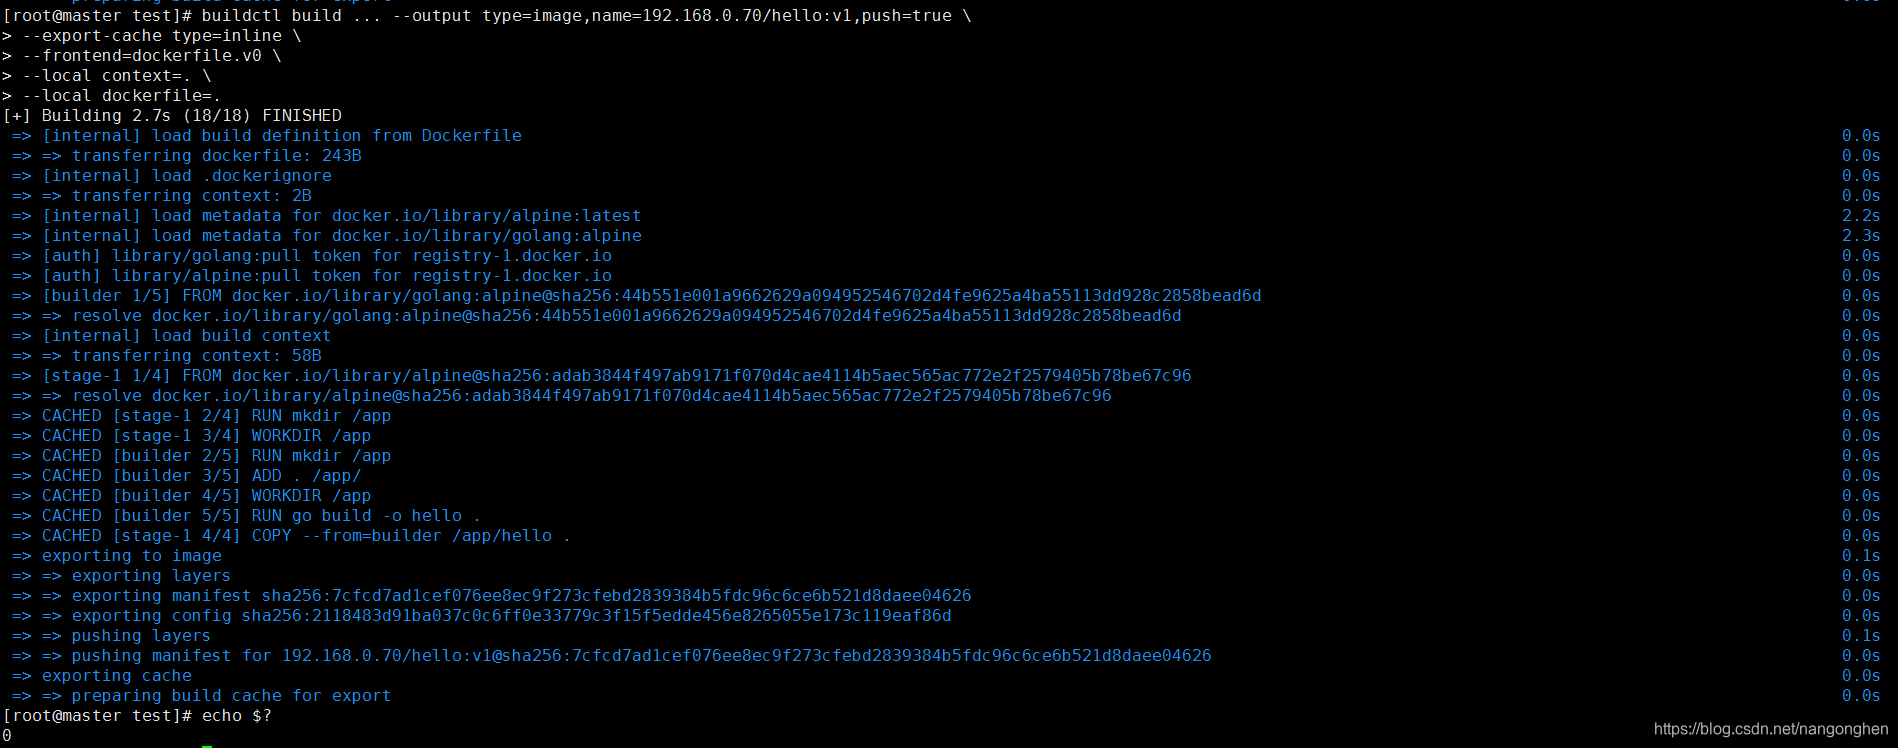 [root@master test]# buildctl build ... --output type=image,name=192.168.0.70/hello:v1,push=true \
> --export-cache type=inline \
> --frontend=dockerfile.v0 \
> --local context=. \
> --local dockerfile=.
[+] Building 2.7s (18/18) FINISHED
=> [internal] load build definition from Dockerfile 0.0s
=> => transferring dockerfile: 243B 0.0s
=> [internal] load .dockerignore 0.0s
=> => transferring context: 2B 0.0s
=> [internal] load metadata for docker.io/library/alpine:latest 2.2s
=> [internal] load metadata for docker.io/library/golang:alpine 2.3s
=> [auth] library/golang:pull token for registry-1.docker.io 0.0s
=> [auth] library/alpine:pull token for registry-1.docker.io 0.0s
=> [builder 1/5] FROM docker.io/library/golang:alpine@sha256:44b551e001a9662629a094952546702d4fe9625a4ba55113dd928c2858bead6d 0.0s
=> => resolve docker.io/library/golang:alpine@sha256:44b551e001a9662629a094952546702d4fe9625a4ba55113dd928c2858bead6d 0.0s
=> [internal] load build context 0.0s
=> => transferring context: 58B 0.0s
=> [stage-1 1/4] FROM docker.io/library/alpine@sha256:adab3844f497ab9171f070d4cae4114b5aec565ac772e2f2579405b78be67c96 0.0s
=> => resolve docker.io/library/alpine@sha256:adab3844f497ab9171f070d4cae4114b5aec565ac772e2f2579405b78be67c96 0.0s
=> CACHED [stage-1 2/4] RUN mkdir /app 0.0s
=> CACHED [stage-1 3/4] WORKDIR /app 0.0s
=> CACHED [builder 2/5] RUN mkdir /app 0.0s
=> CACHED [builder 3/5] ADD . /app/ 0.0s
=> CACHED [builder 4/5] WORKDIR /app 0.0s
=> CACHED [builder 5/5] RUN go build -o hello . 0.0s
=> CACHED [stage-1 4/4] COPY --from=builder /app/hello . 0.0s
=> exporting to image 0.1s
=> => exporting layers 0.0s
=> => exporting manifest sha256:7cfcd7ad1cef076ee8ec9f273cfebd2839384b5fdc96c6ce6b521d8daee04626 0.0s
=> => exporting config sha256:2118483d91ba037c0c6ff0e33779c3f15f5edde456e8265055e173c119eaf86d 0.0s
=> => pushing layers 0.1s
=> => pushing manifest for 192.168.0.70/hello:v1@sha256:7cfcd7ad1cef076ee8ec9f273cfebd2839384b5fdc96c6ce6b521d8daee04626 0.0s
=> exporting cache 0.0s
=> => preparing build cache for export 0.0s
[root@master test]# echo $?
0
https://blog.csdn.net/nangonghen